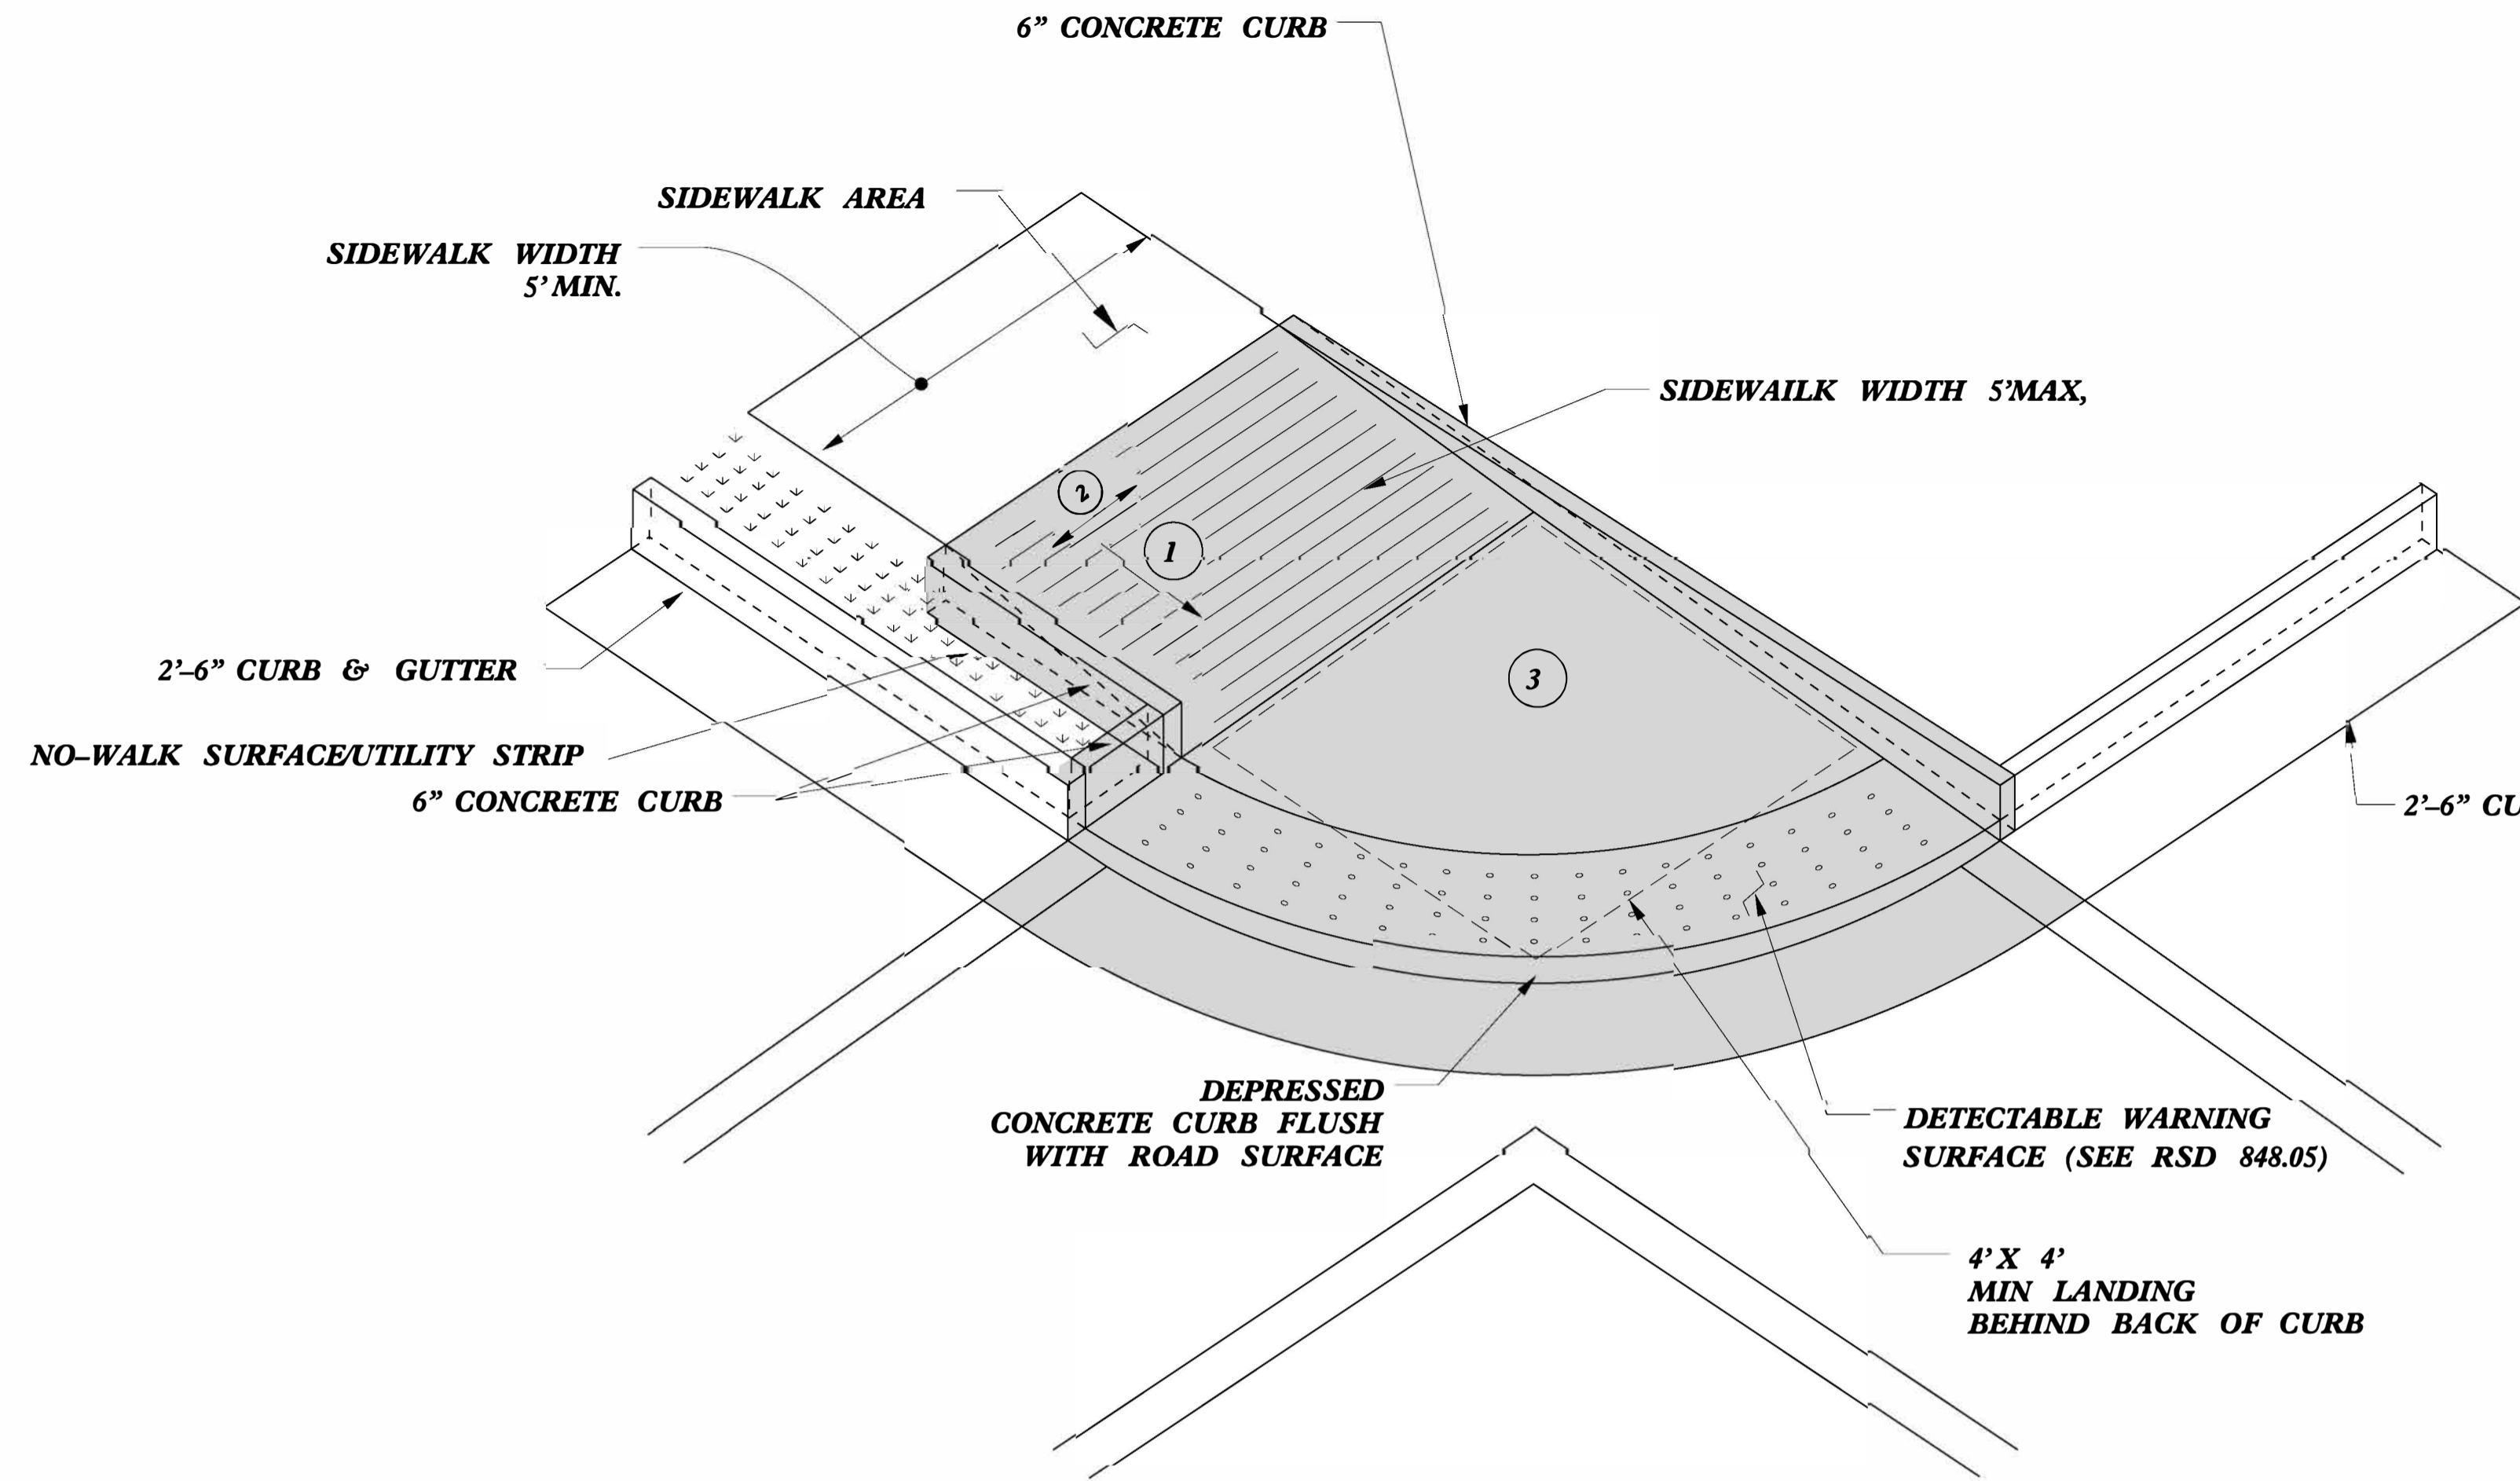 6” CONCRETE CURB
SIDEWALK AREA
SIDEWALK WIDTH
5’ MIN.
SIDEWAILK WIDTH 5’MAX,
2
1
3
2’–6” CURB & GUTTER
NO–WALK SURFACE/UTILITY STRIP
6” CONCRETE CURB
2’–6” CU
DEPRESSED
CONCRETE CURB FLUSH
WITH ROAD SURFACE
DETECTABLE WARNING
SURFACE (SEE RSD 848.05)
4’ X 4’
MIN LANDING
BEHIND BACK OF CURB